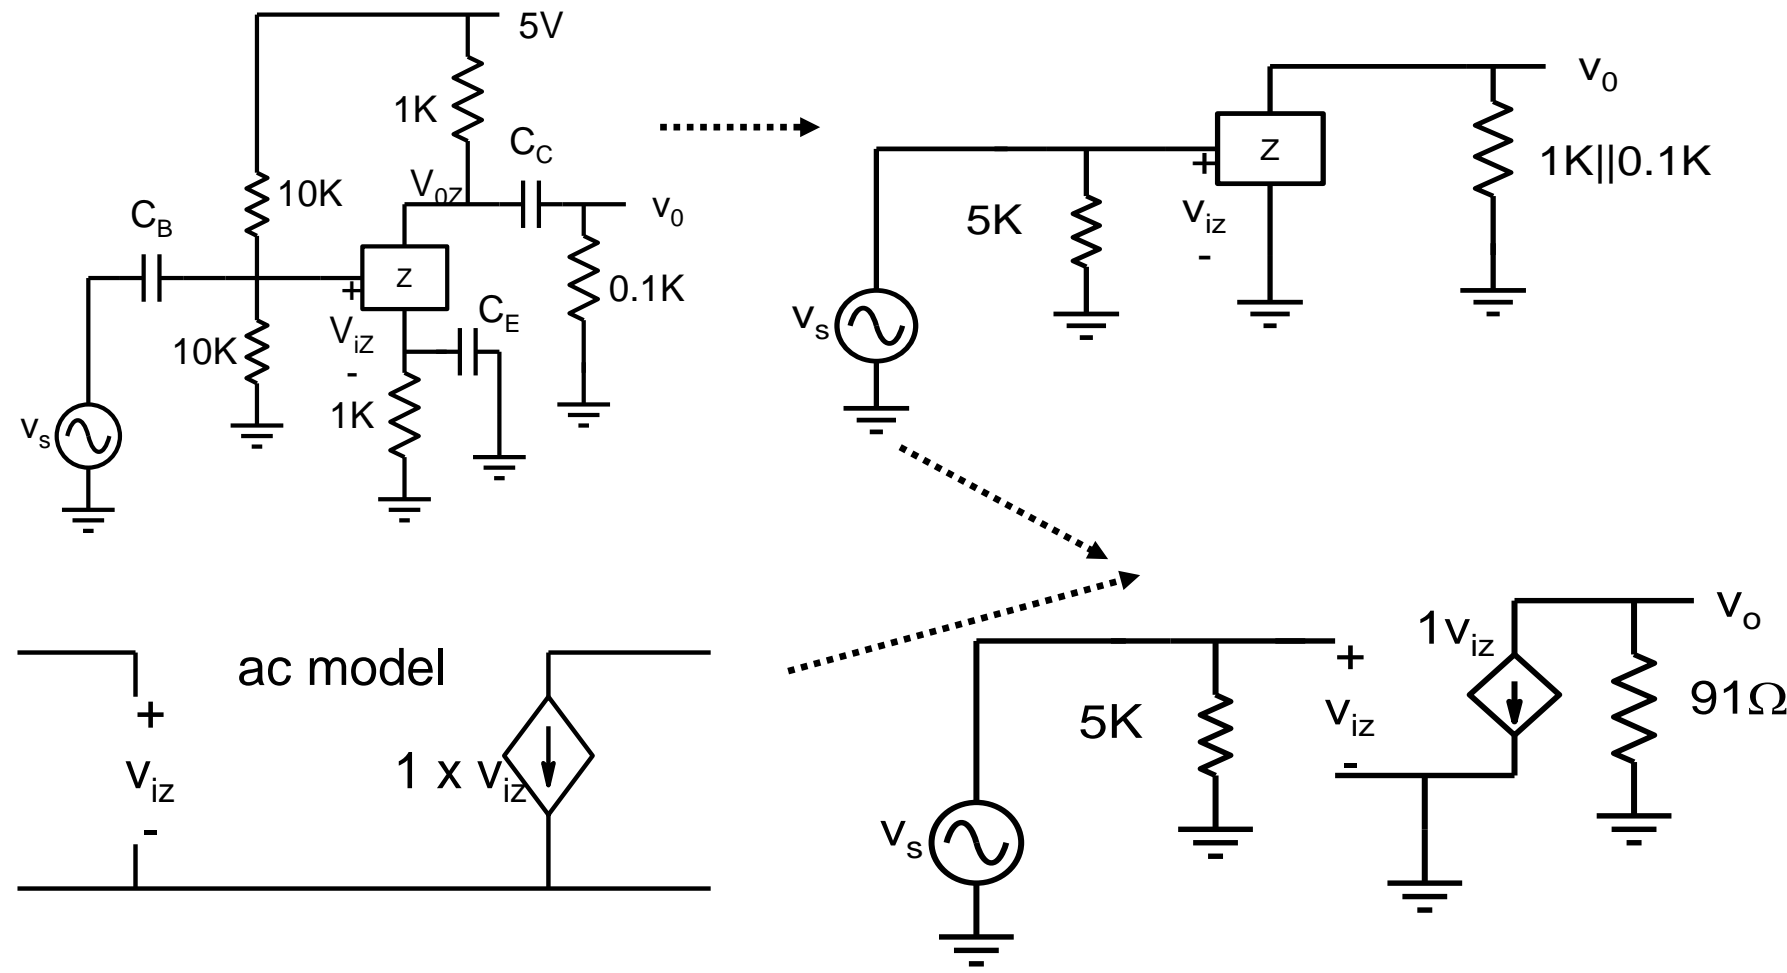 5V
1K
C_C
10K
V_0Z
v_0
C_B
Z
+
0.1K
V_iZ
C_E
10K
-
1K
v_s
v_0
Z
+
1K||0.1K
5K
v_iz
-
v_s
ac model
+
v_iz
1 x v_iz
-
v_o
1v_iz
+
5K
v_iz
91Ω
-
v_s